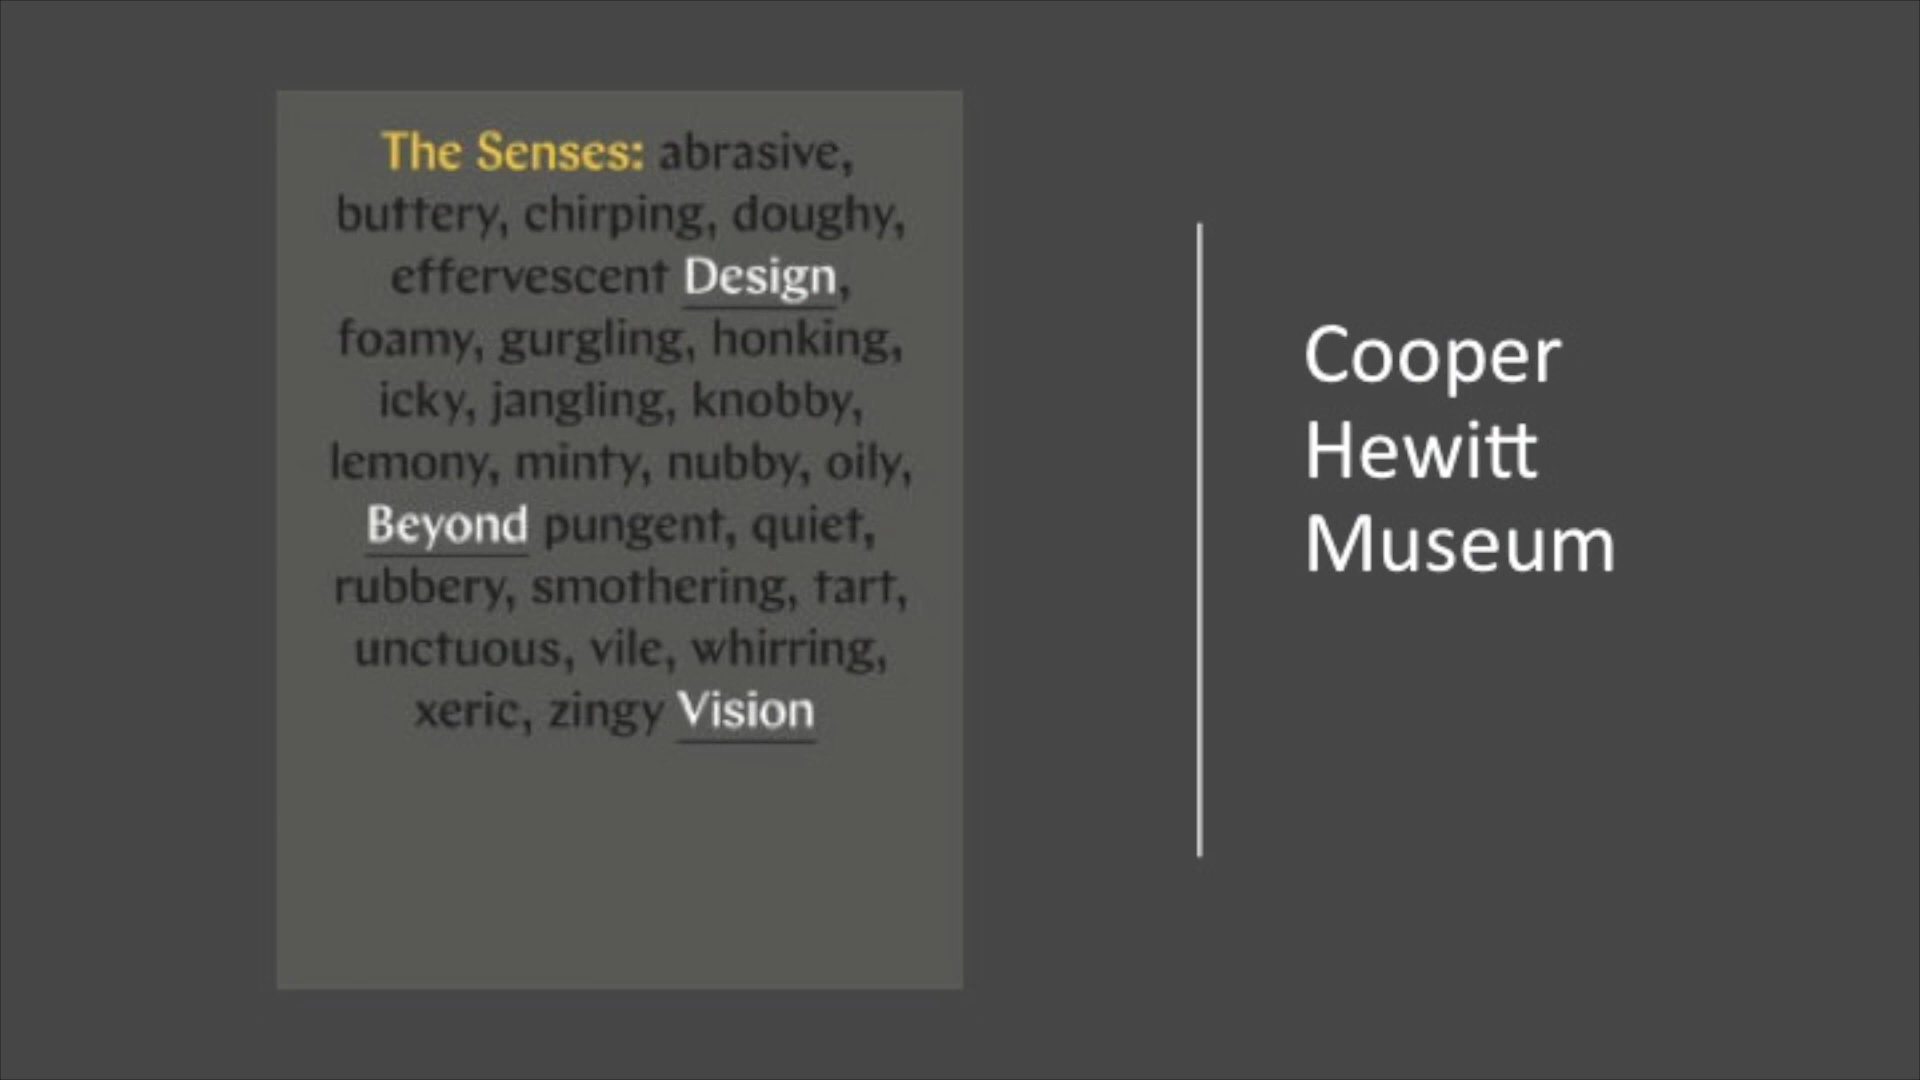 The Senses: abrasive,
buttery, chirping, doughy,
effervescent Design,
foamy, gurgling, honking,
icky, jangling, knobby,
lemony, minty, nubby, oily,
Beyond pungent, quiet,
rubbery, smothering, tart,
unctuous, vile, whirring,
xeric, zingy Vision
Cooper
Hewitt
Museum